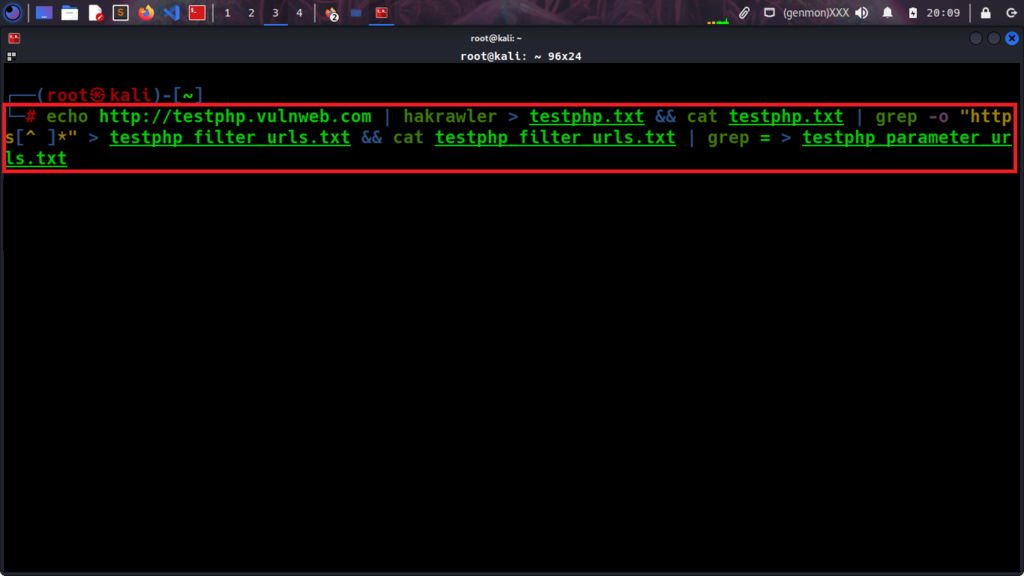 1 2 3 4 2 (genmon)XXX 20:09
root@kali: ~
root@kali: ~ 96x24
┌──(root㉿kali)-[~]
└─# echo http://testphp.vulnweb.com | hakrawler > testphp.txt && cat testphp.txt | grep -o "http
s[^ ]*" > testphp_filter_urls.txt && cat testphp_filter_urls.txt | grep = > testphp_parameter_ur
ls.txt